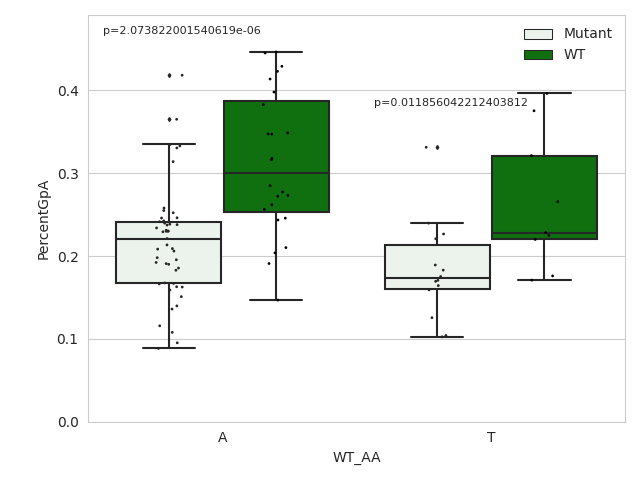 p=2.073822001540619e-06
Mutant
WT
p=0.011856042212403812
0.4
0.3
0.2
0.1
0.0
PercentGpA
A
T
WT_AA